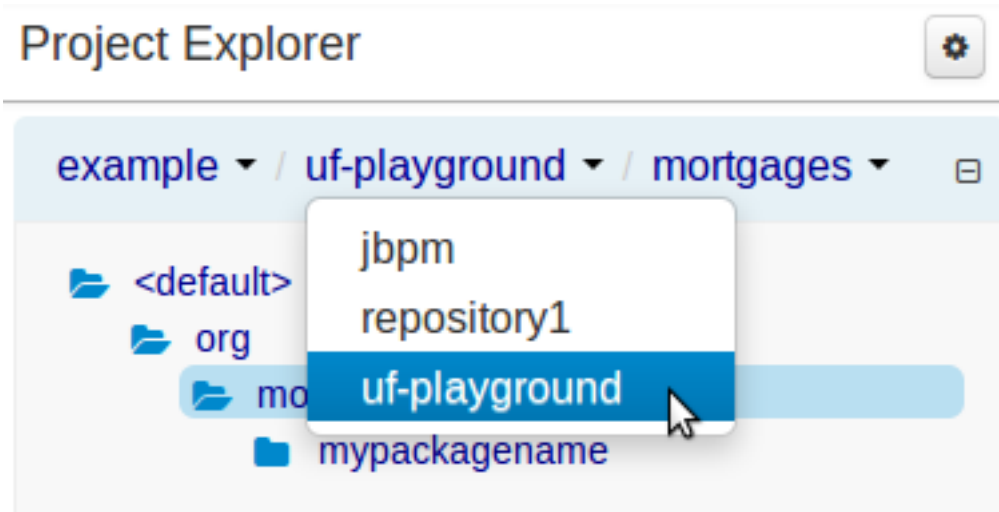 Project Explorer
example / uf-playground / mortgages
jbpm
<default>
repository1
org
uf-playground
mypackagename